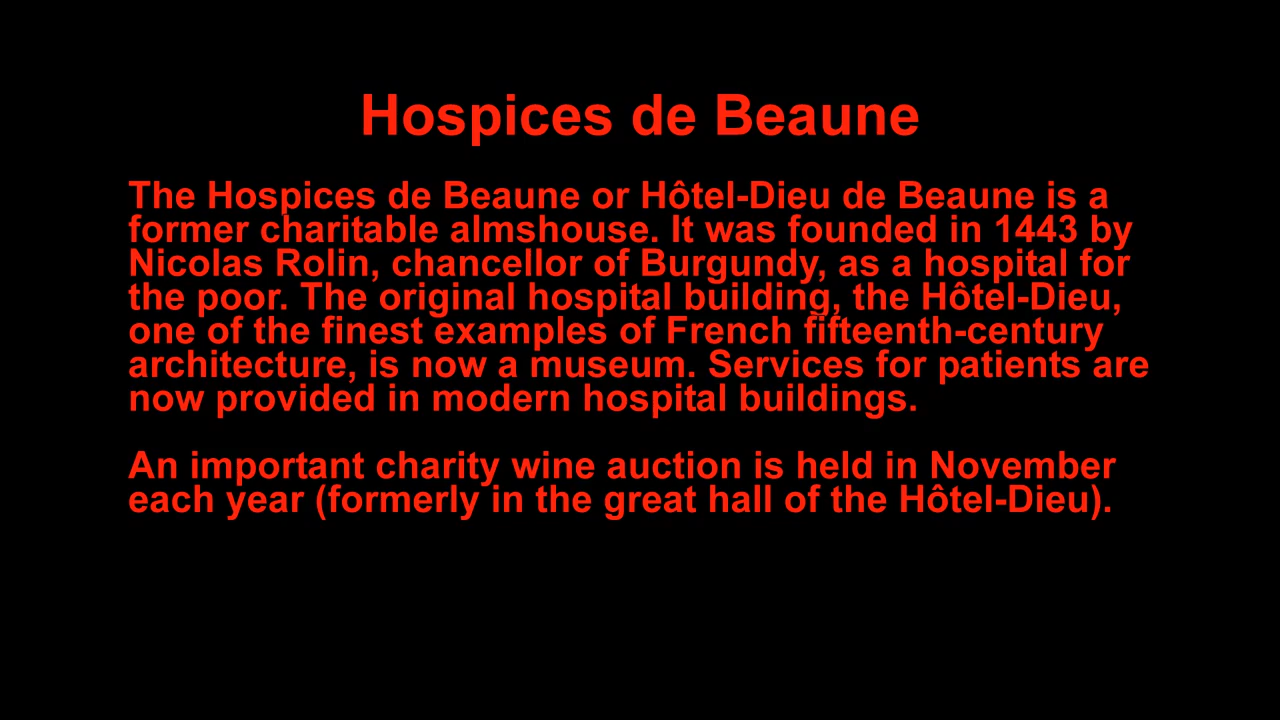 Hospices de Beaune
The Hospices de Beaune or Hôtel-Dieu de Beaune is a
former charitable almshouse. It was founded in 1443 by
Nicolas Rolin, chancellor of Burgundy, as a hospital for
the poor. The original hospital building, the Hôtel-Dieu,
one of the finest examples of French fifteenth-century
architecture, is now a museum. Services for patients are
now provided in modern hospital buildings.
An important charity wine auction is held in November
each year (formerly in the great hall of the Hôtel-Dieu).